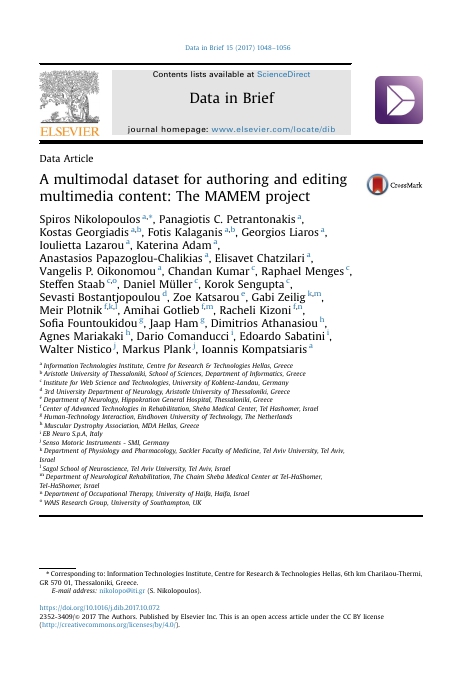 Data in Brief 15 (2017) 1048–1056
Contents lists available at ScienceDirect
Data in Brief
journal homepage: www.elsevier.com/locate/dib
ELSEVIER
Data Article
A multimodal dataset for authoring and editing
multimedia content: The MAMEM project
CrossMark
Spiros Nikolopoulos a,*, Panagiotis C. Petrantonakis a,
Kostas Georgiadis a,b, Fotis Kalaganis a,b, Georgios Liaros a,
Ioulietta Lazarou a, Katerina Adam a,
Anastasios Papazoglou-Chalikias a, Elisavet Chatzilari a,
Vangelis P. Oikonomou a, Chandan Kumar c, Raphael Menges c,
Steffen Staab c,o, Daniel Müller c, Korok Sengupta c,
Sevasti Bostantjopoulou d, Zoe Katsarou e, Gabi Zeilig k,m,
Meir Plotnik f,k,l, Amihai Gotlieb f,m, Racheli Kizoni f,n,
Sofia Fountoukidou g, Jaap Ham g, Dimitrios Athanasiou h,
Agnes Mariakaki h, Dario Comanducci i, Edoardo Sabatini i,
Walter Nistico j, Markus Plank j, Ioannis Kompatsiaris a
a Information Technologies Institute, Centre for Research & Technologies Hellas, Greece
b Aristotle University of Thessaloniki, School of Sciences, Department of Informatics, Greece
c Institute for Web Science and Technologies, University of Koblenz-Landau, Germany
d 3rd University Department of Neurology, Aristotle University of Thessaloniki, Greece
e Department of Neurology, Hippokration General Hospital, Thessaloniki, Greece
f Center of Advanced Technologies in Rehabilitation, Sheba Medical Center, Tel Hashomer, Israel
g Human-Technology Interaction, Eindhoven University of Technology, The Netherlands
h Muscular Dystrophy Association, MDA Hellas, Greece
i EB Neuro S.p.A, Italy
j Senso Motoric Instruments – SMI, Germany
k Department of Physiology and Pharmacology, Sackler Faculty of Medicine, Tel Aviv University, Tel Aviv,
Israel
l Sagol School of Neuroscience, Tel Aviv University, Tel Aviv, Israel
m Department of Neurological Rehabilitation, The Chaim Sheba Medical Center at Tel-HaShomer,
Tel-HaShomer, Israel
n Department of Occupational Therapy, University of Haifa, Haifa, Israel
o WAIS Research Group, University of Southampton, UK
* Corresponding to: Information Technologies Institute, Centre for Research & Technologies Hellas, 6th km Charilaou-Thermi,
GR 570 01, Thessaloniki, Greece.
E-mail address: nikolopo@iti.gr (S. Nikolopoulos).
https://doi.org/10.1016/j.dib.2017.10.072
2352-3409/© 2017 The Authors. Published by Elsevier Inc. This is an open access article under the CC BY license
(http://creativecommons.org/licenses/by/4.0/).